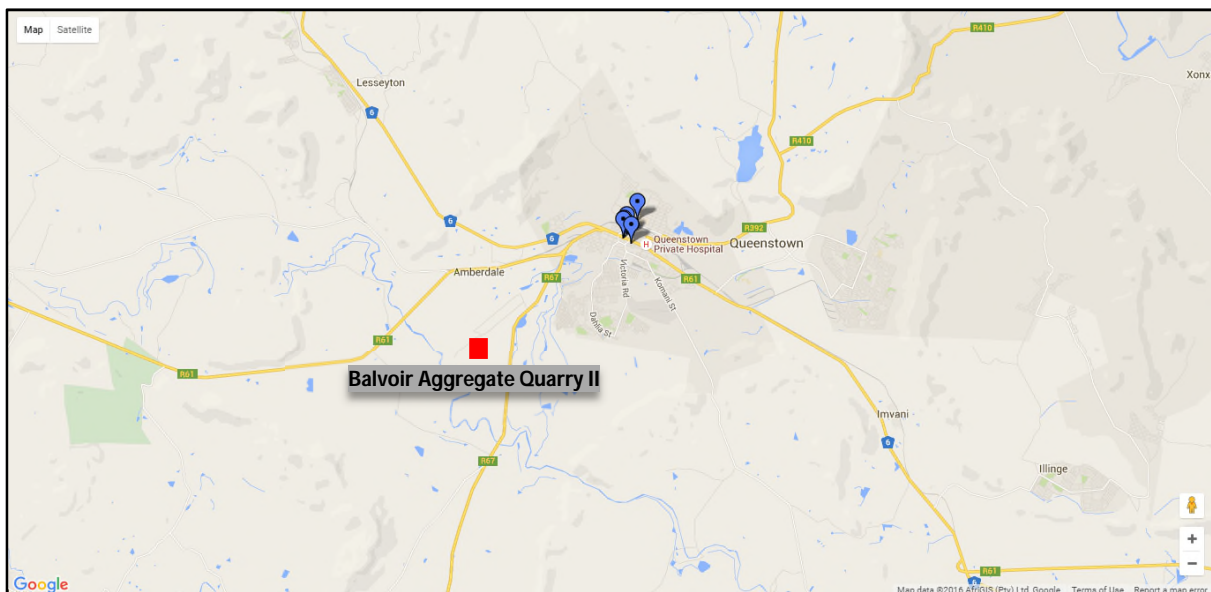 Map Satellite
R410
Xonx
Lesseyton
6
R410
6
6
Queenstown
Private Hospital
R392
Queenstown
Amberdale
R67
Victoria Rd
Komani St
R61
Dahlia St
R61
R61
Balvoir Aggregate Quarry II
Imvani
6
R67
Illinge
R61
6
Google
Map data ©2016 AfriGIS (Pty) Ltd, Google Terms of Use Report a map error
H
+
−